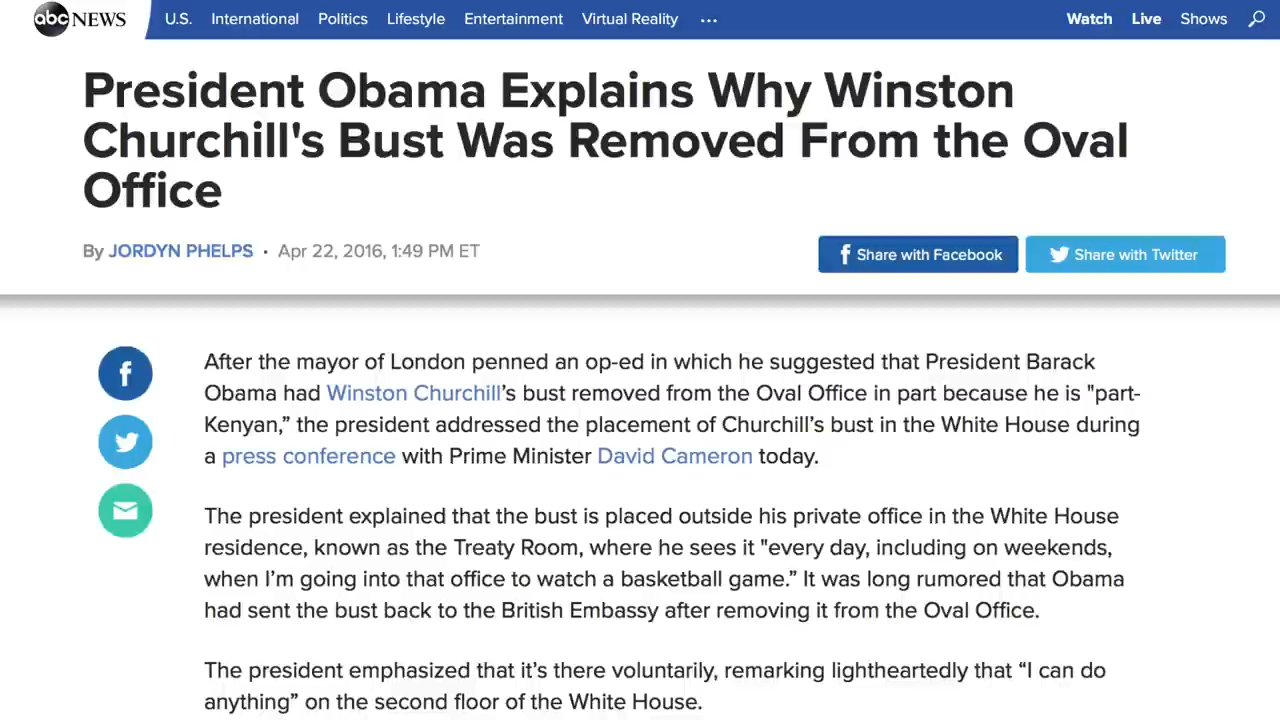 abc NEWS U.S. International Politics Lifestyle Entertainment Virtual Reality ... Watch Live Shows
President Obama Explains Why Winston
Churchill's Bust Was Removed From the Oval
Office
By JORDYN PHELPS · Apr 22, 2016, 1:49 PM ET
f Share with Facebook Share with Twitter
f
After the mayor of London penned an op-ed in which he suggested that President Barack
Obama had Winston Churchill’s bust removed from the Oval Office in part because he is "part-
Kenyan,” the president addressed the placement of Churchill’s bust in the White House during
a press conference with Prime Minister David Cameron today.
The president explained that the bust is placed outside his private office in the White House
residence, known as the Treaty Room, where he sees it "every day, including on weekends,
when I’m going into that office to watch a basketball game.” It was long rumored that Obama
had sent the bust back to the British Embassy after removing it from the Oval Office.
The president emphasized that it’s there voluntarily, remarking lightheartedly that “I can do
anything” on the second floor of the White House.